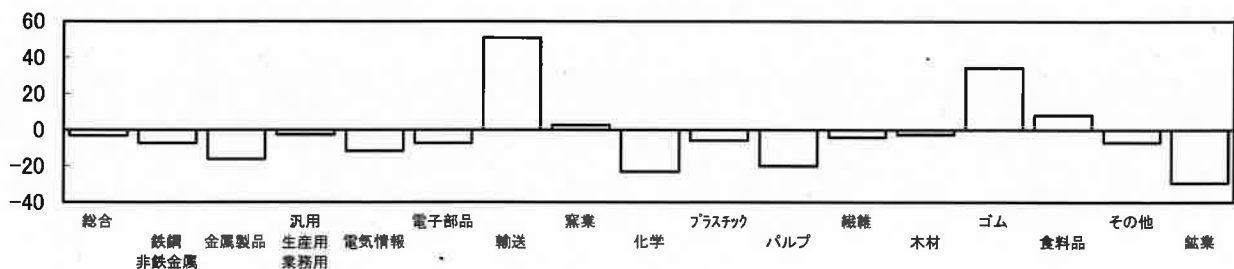 60
40
20
0
-20
-40
総合
鉄鋼
非鉄金属
金属製品
汎用
生産用
業務用
電気情報
電子部品
輸送
窯業
化学
プラスチック
パルプ
繊維
木材
ゴム
食料品
その他
鉱業